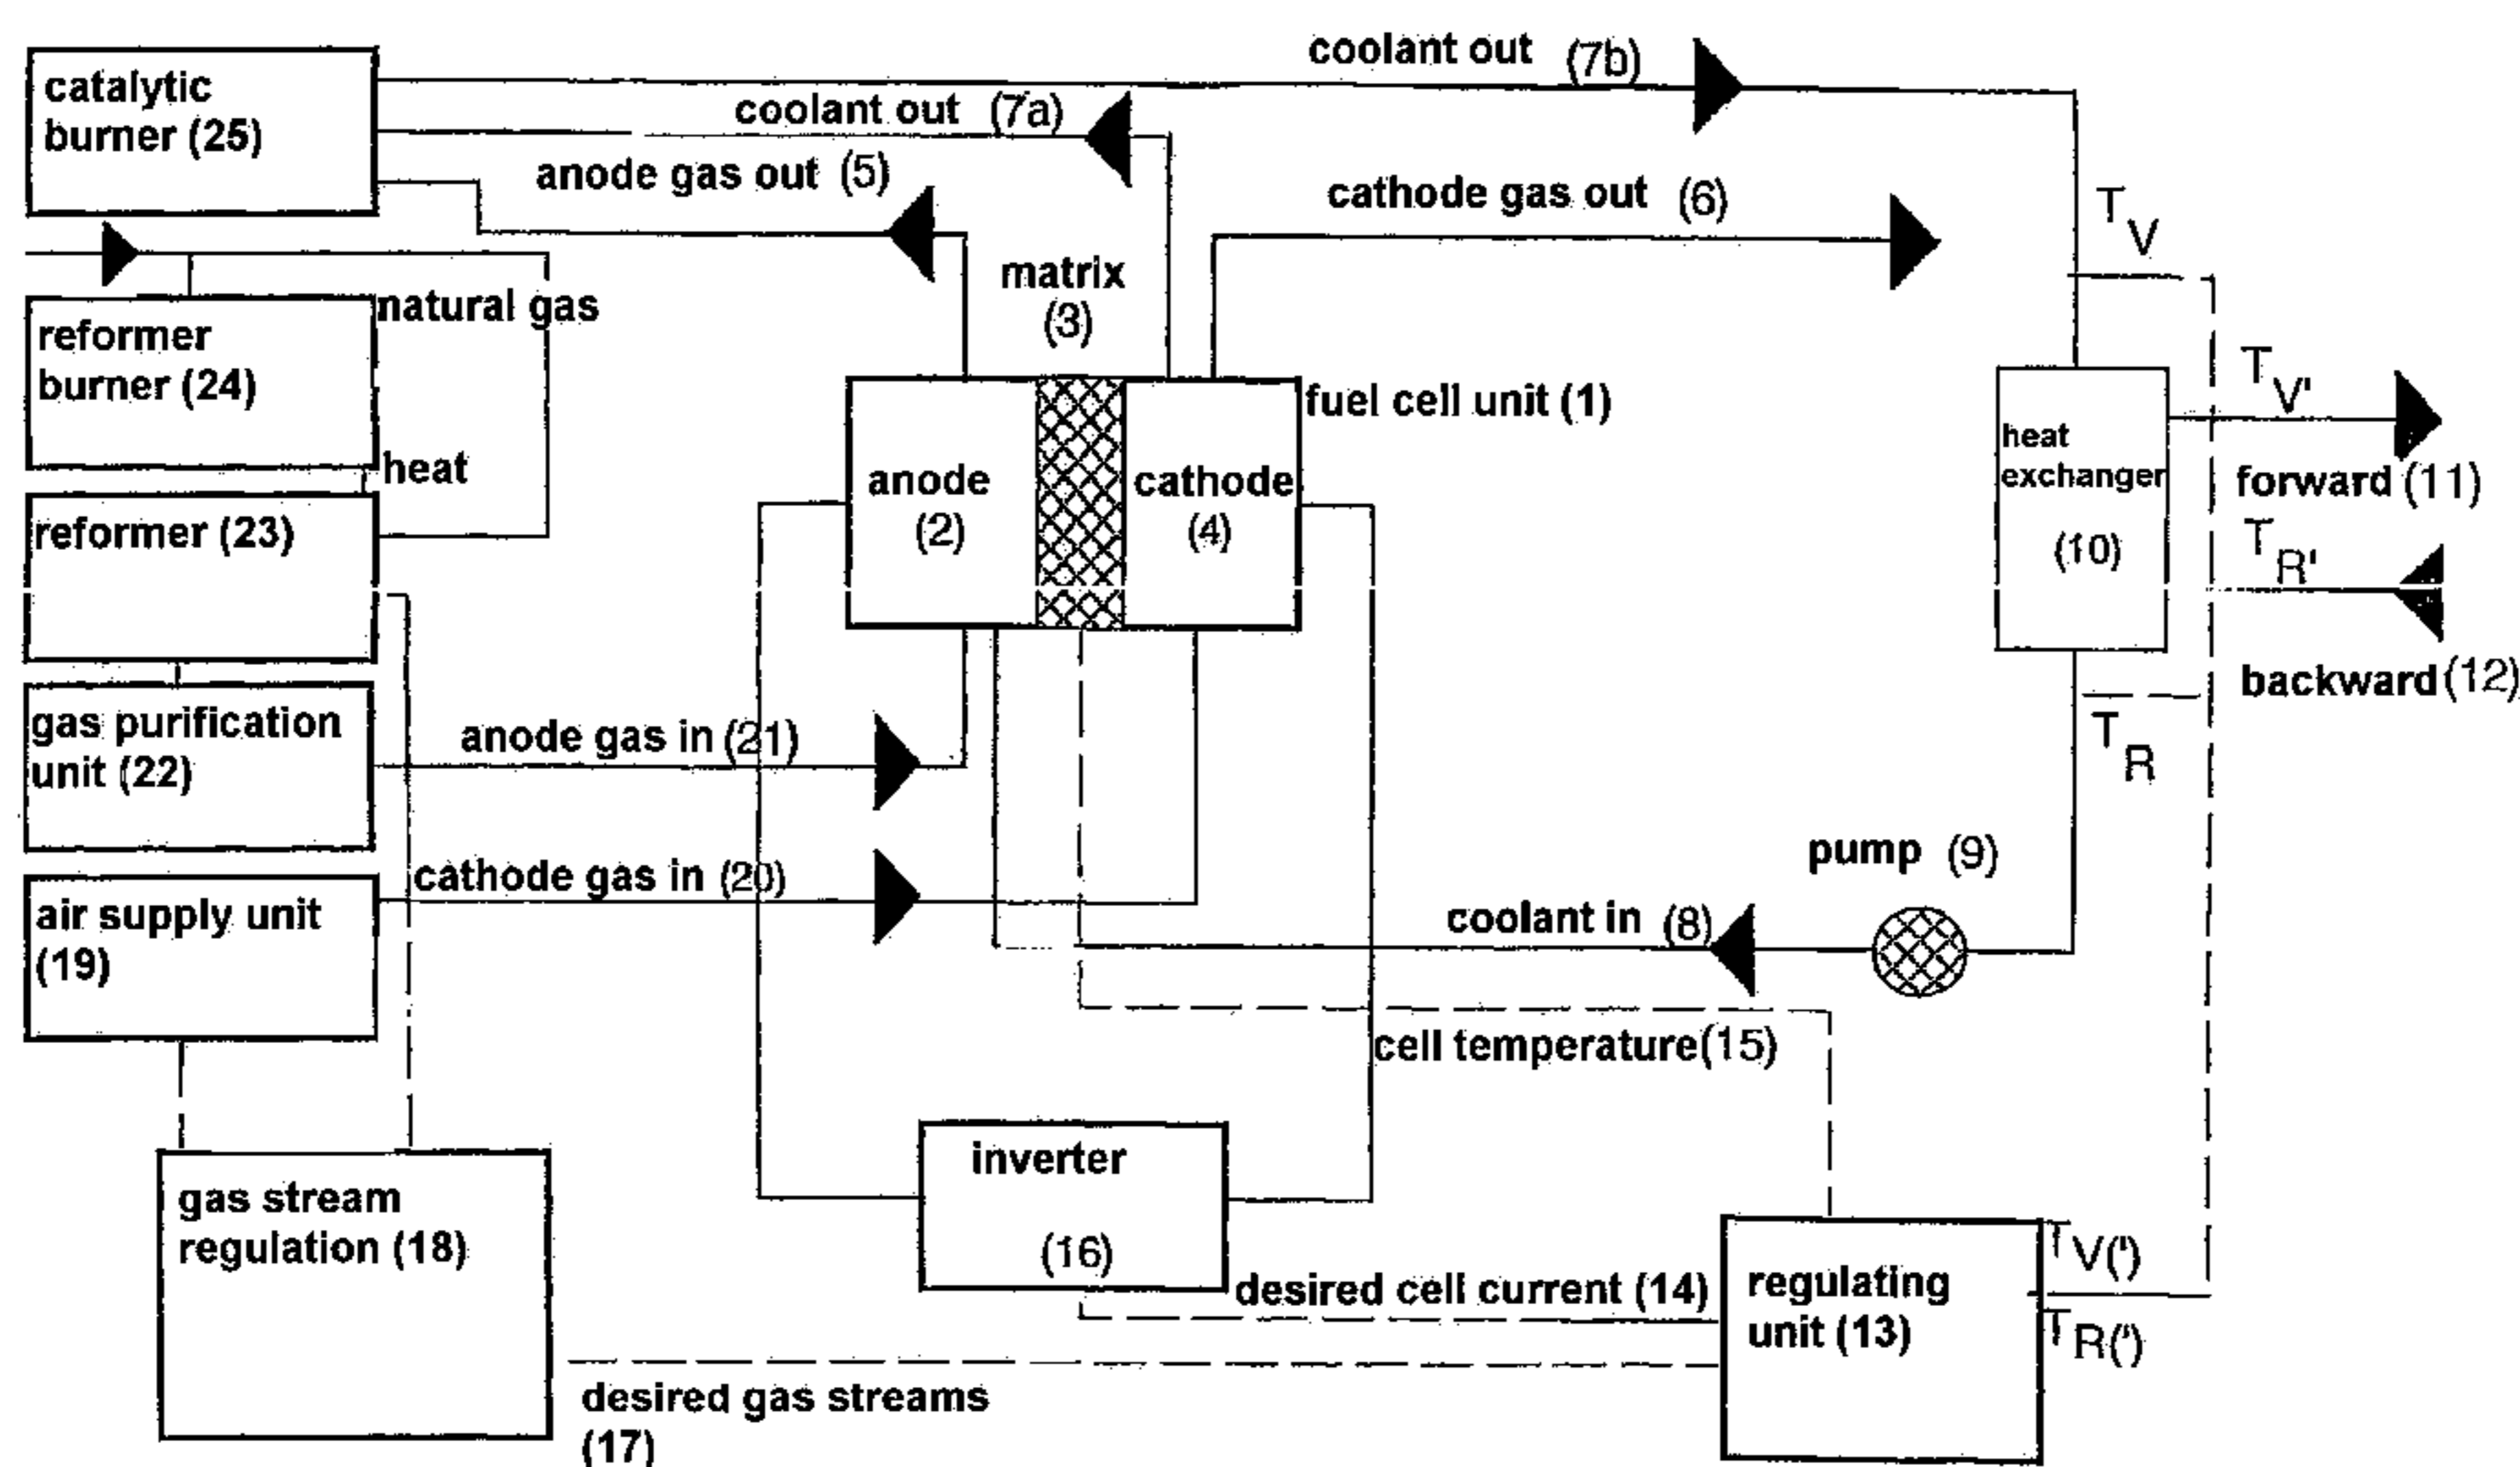 coolant out (7b)
catalytic
burner (25)
coolant out (7a)
anode gas out (5)
cathode gas out (6)
T
V
matrix
(3)
natural gas
reformer
burner (24)
T
V'
fuel cell unit (1)
heat
heat
exchanger
(10)
anode
(2)
cathode
(4)
forward (11)
reformer (23)
T
R'
backward (12)
gas purification
unit (22)
anode gas in (21)
T
R
pump (9)
cathode gas in (20)
air supply unit
(19)
coolant in (8)
cell temperature (15)
inverter
(16)
gas stream
regulation (18)
desired cell current (14)
regulating
unit (13)
T
V(')
T
R(')
desired gas streams
(17)